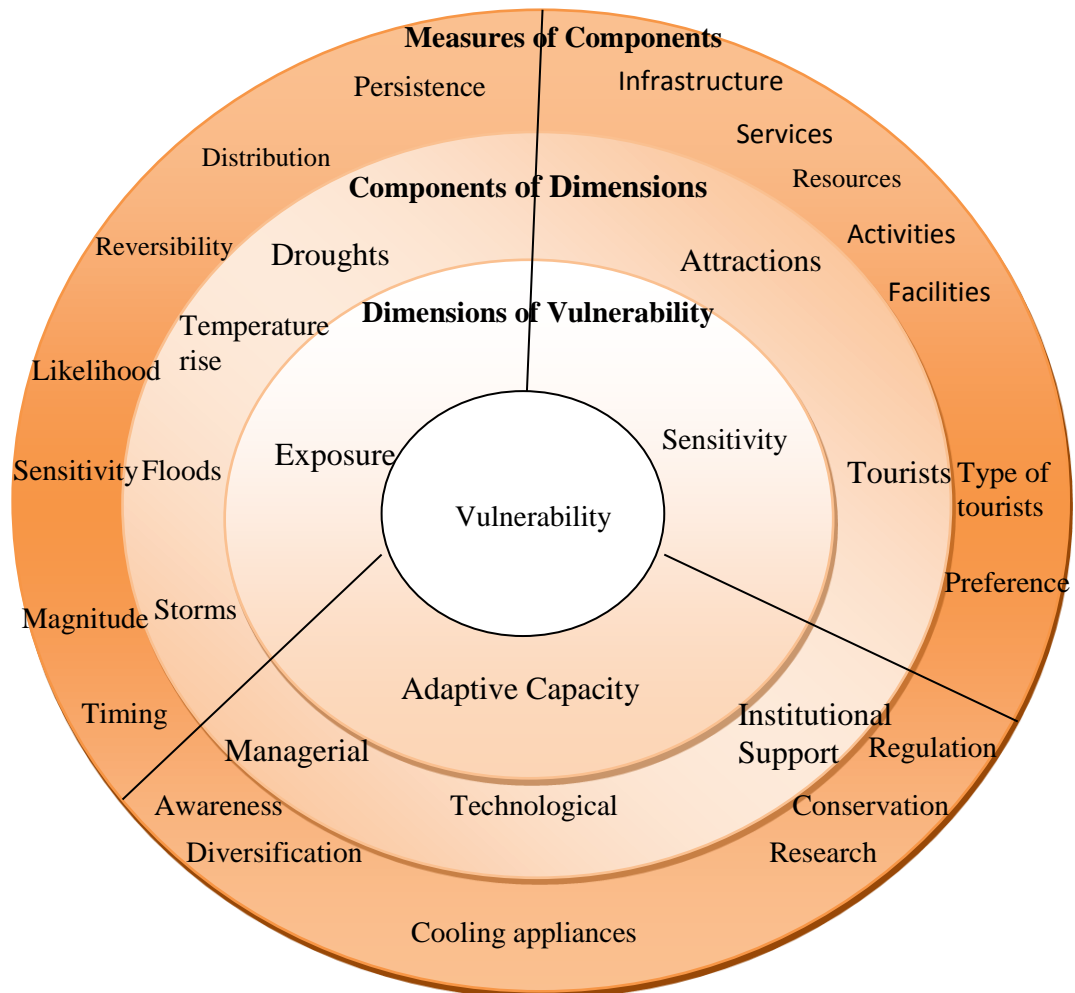 Measures of Components
Persistence
Infrastructure
Services
Distribution
Resources
Components of Dimensions
Reversibility
Droughts
Activities
Attractions
Facilities
Dimensions of Vulnerability
Temperature
rise
Likelihood
Sensitivity
Floods
Exposure
Sensitivity
Tourists
Type of
tourists
Vulnerability
Preference
Magnitude
Storms
Adaptive Capacity
Timing
Managerial
Institutional
Support
Regulation
Awareness
Technological
Conservation
Diversification
Research
Cooling appliances